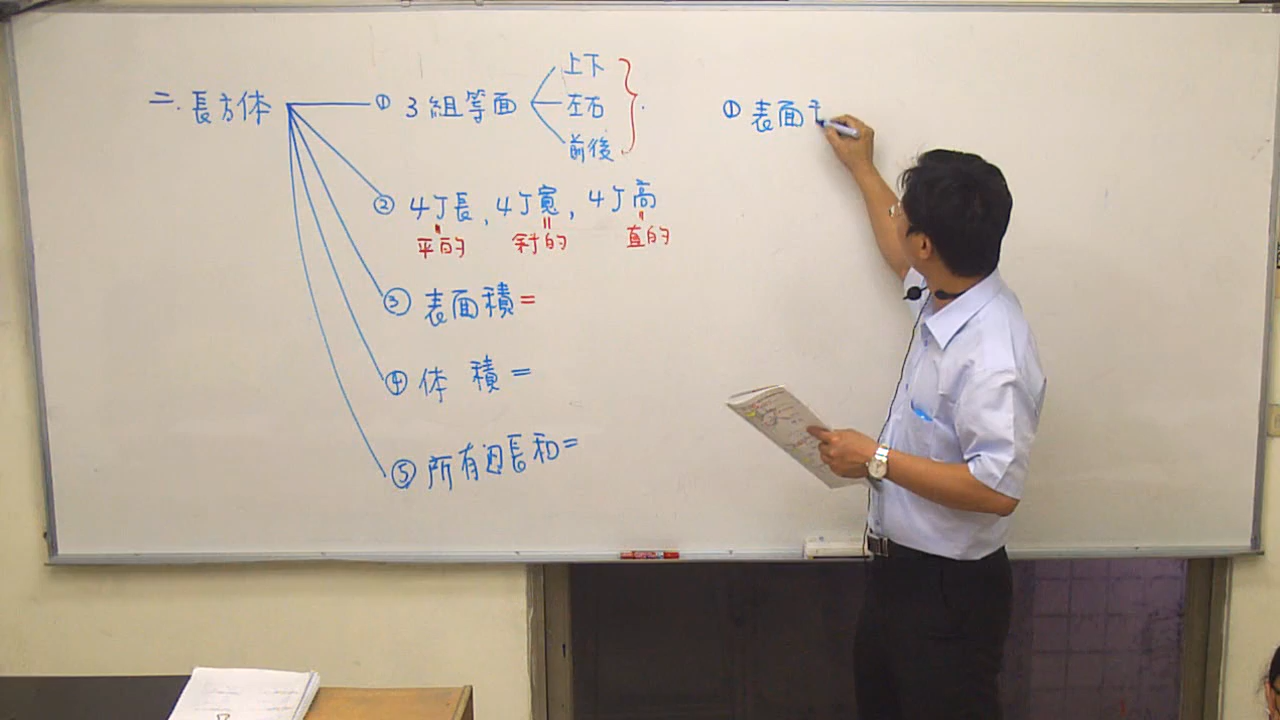 二.長方体
① 3組等面
上下
左右
前後
② 4丁長, 4丁寬, 4丁高
平的
斜的
直的
③ 表面積=
④ 体 積=
⑤ 所有週長和=
① 表面